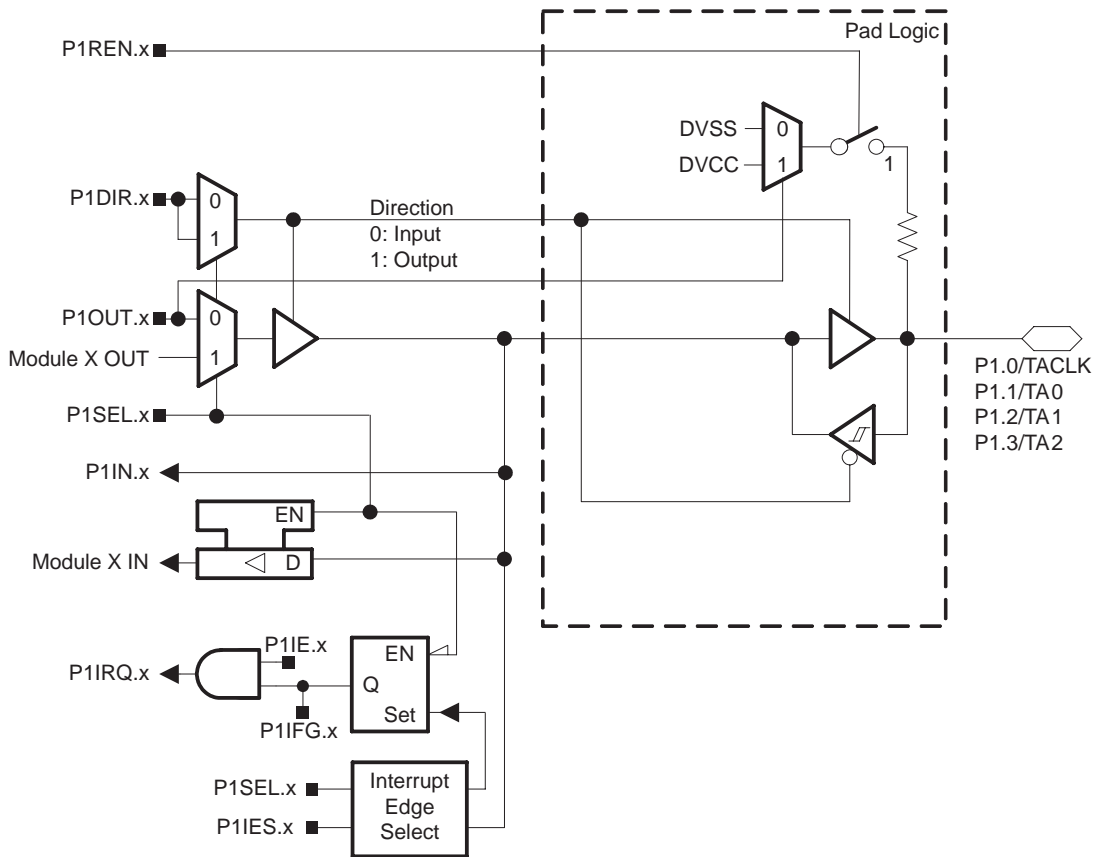 Pad Logic
P1REN.x
DVSS
0
DVCC
1
1
P1DIR.x
0
1
Direction
0: Input
1: Output
P1OUT.x
0
Module X OUT
1
P1SEL.x
P1.0/TACLK
P1.1/TA0
P1.2/TA1
P1.3/TA2
P1IN.x
EN
Module X IN
D
P1IE.x
P1IRQ.x
EN
Q
Set
P1IFG.x
P1SEL.x
P1IES.x
Interrupt
Edge
Select